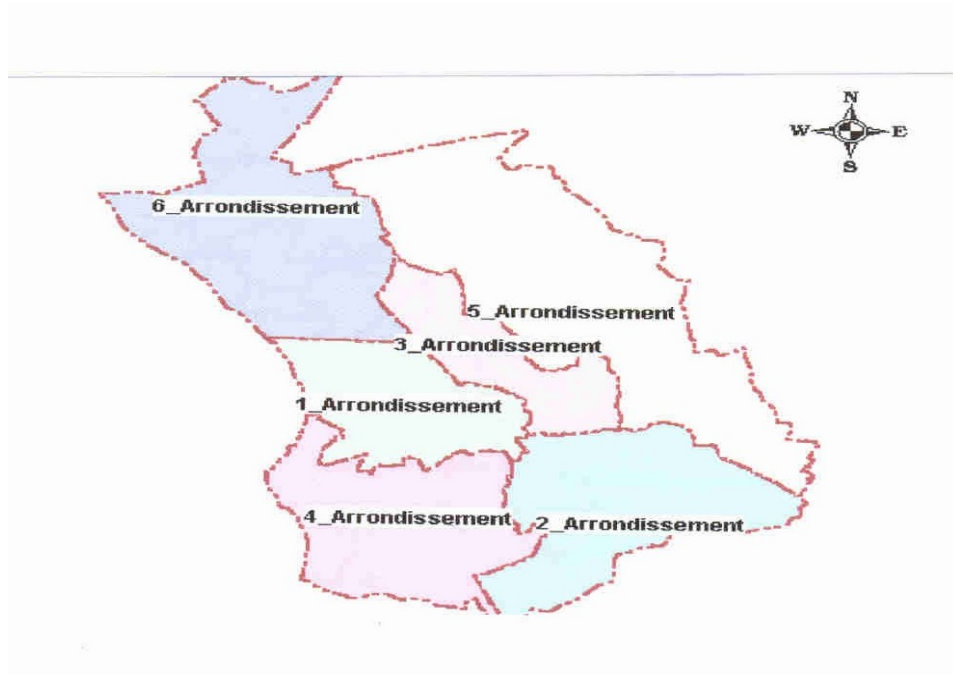 N
W E
S
6_Arrondissement
5_Arrondissement
3_Arrondissement
1_Arrondissement
4_Arrondissement
2_Arrondissement